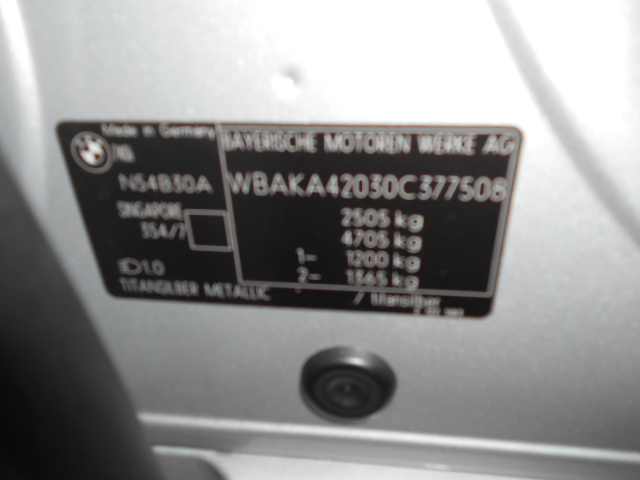 Made in Germany
BAYERISCHE MOTOREN WERKE AG
N54B30A
WBAKA42030C377508
SINGAPORE
2505 kg
354/7
4705 kg
1- 1200 kg
1.0
2- 1365 kg
TITANSILBER METALLIC / titansilber